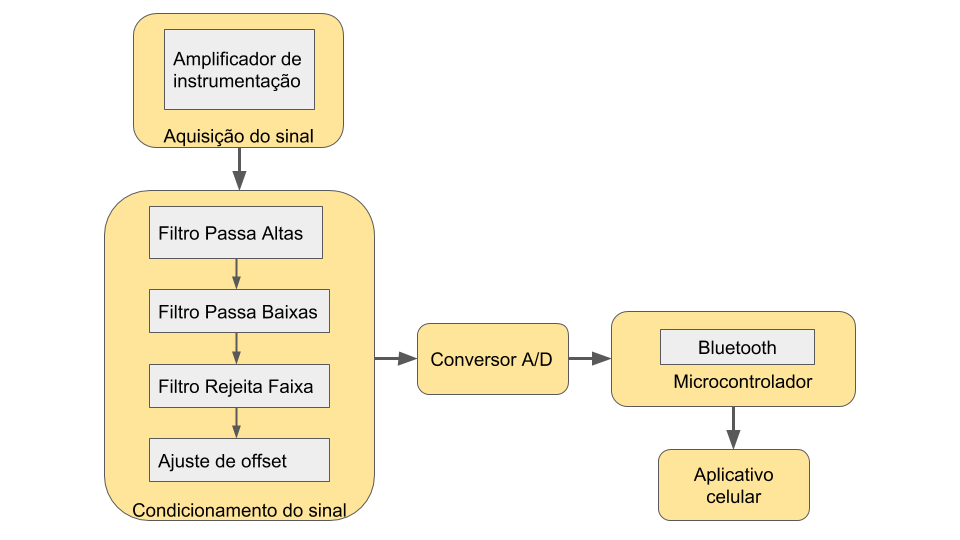 Amplificador de
instrumentação
Aquisição do sinal
Filtro Passa Altas
Filtro Passa Baixas
Filtro Rejeita Faixa
Ajuste de offset
Condicionamento do sinal
Conversor A/D
Bluetooth
Microcontrolador
Aplicativo
celular